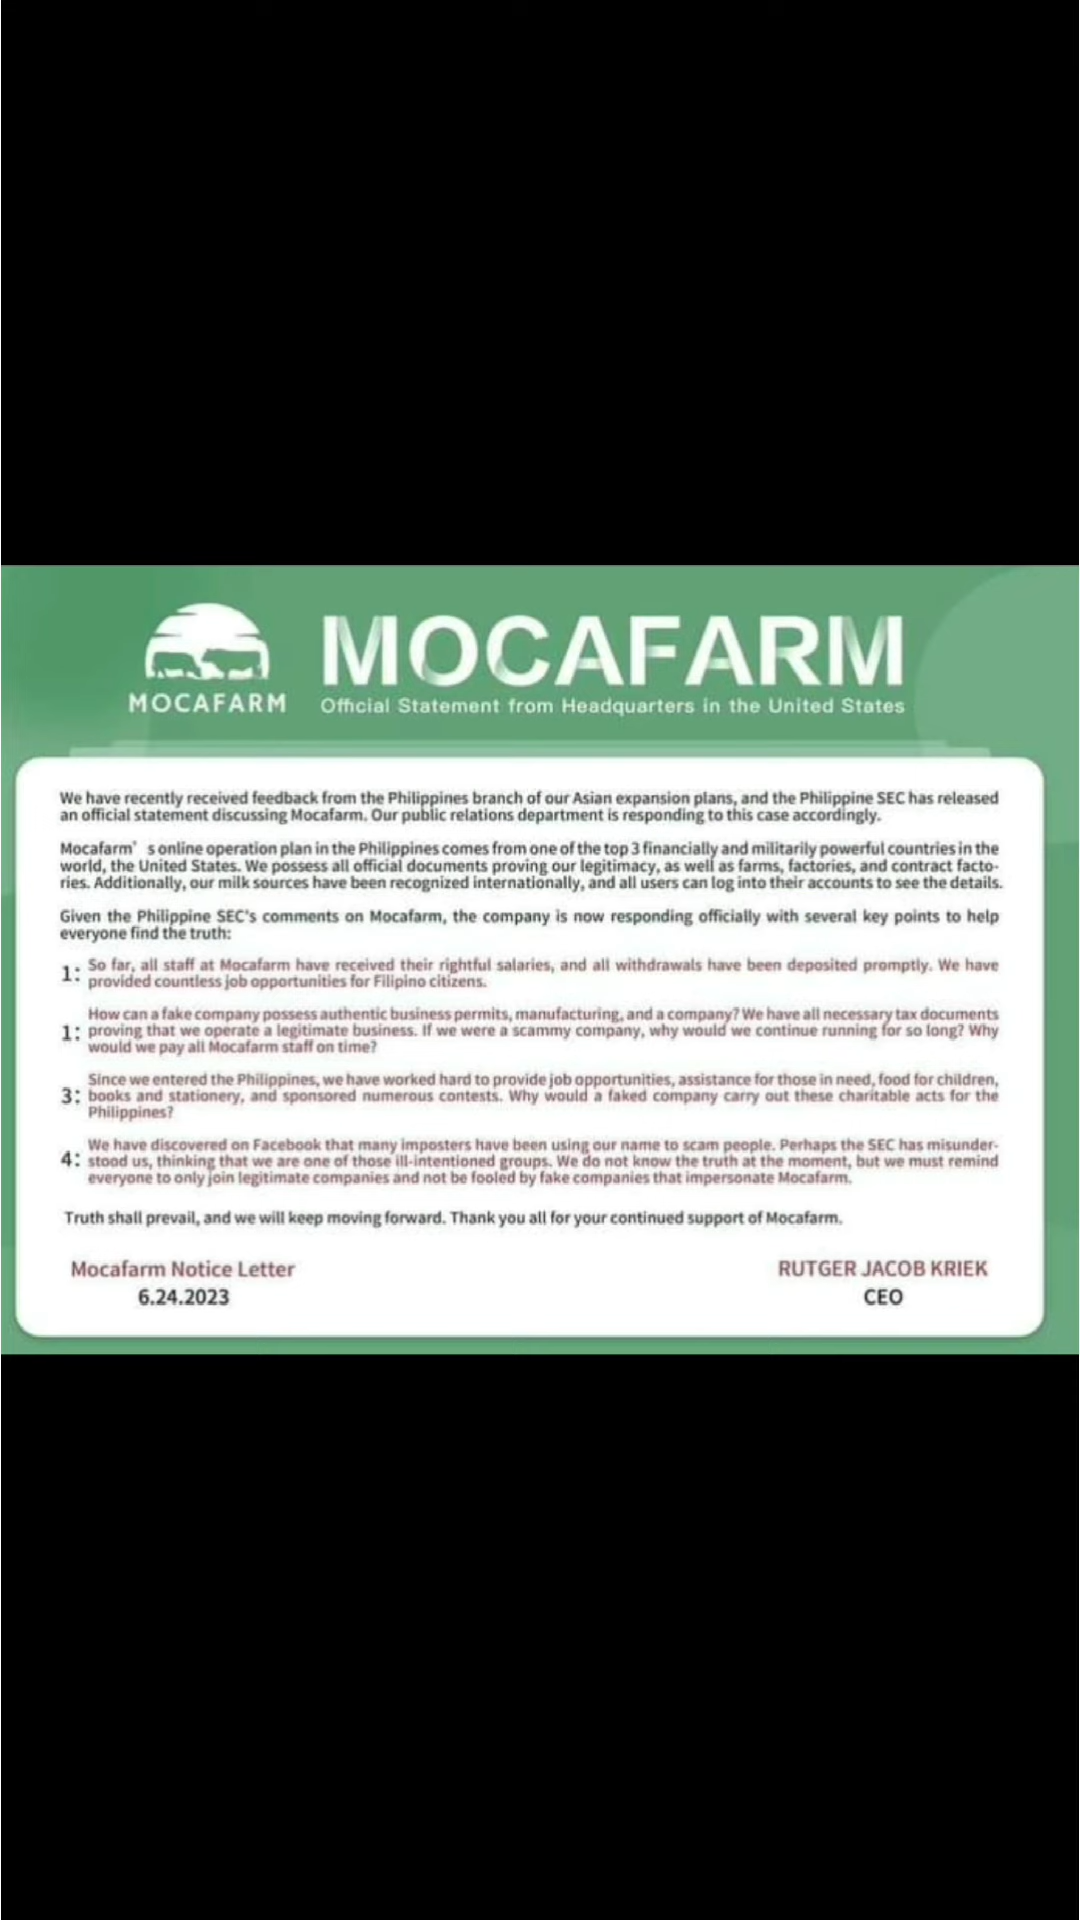 MOCAFARM
MOCAFARM
Official Statement from Headquarters in the United States
We have recently received feedback from the Philippines branch of our Asian expansion plans, and the Philippine SEC has released
an official statement discussing Mocafarm. Our public relations department is responding to this case accordingly.
Mocafarm's online operation plan in the Philippines comes from one of the top 3 financially and militarily powerful countries in the
world, the United States. We possess all official documents proving our legitimacy, as well as farms, factories, and contract facto-
ries. Additionally, our milk sources have been recognized internationally, and all users can log into their accounts to see the details.
Given the Philippine SEC's comments on Mocafarm, the company is now responding officially with several key points to help
everyone find the truth:
1: So far, all staff at Mocafarm have received their rightful salaries, and all withdrawals have been deposited promptly. We have
provided countless job opportunities for Filipino citizens.
How can a fake company possess authentic business permits, manufacturing, and a company? We have all necessary tax documents
1: proving that we operate a legitimate business. If we were a scammy company, why would we continue running for so long? Why
would we pay all Mocafarm staff on time?
Since we entered the Philippines, we have worked hard to provide job opportunities, assistance for those in need, food for children,
3: books and stationery, and sponsored numerous contests. Why would a faked company carry out these charitable acts for the
Philippines?
We have discovered on Facebook that many imposters have been using our name to scam people. Perhaps the SEC has misunder-
4: stood us, thinking that we are one of those ill-intentioned groups. We do not know the truth at the moment, but we must remind
everyone to only join legitimate companies and not be fooled by fake companies that impersonate Mocafarm.
Truth shall prevail, and we will keep moving forward. Thank you all for your continued support of Mocafarm.
Mocafarm Notice Letter
6.24.2023
RUTGER JACOB KRIEK
CEO